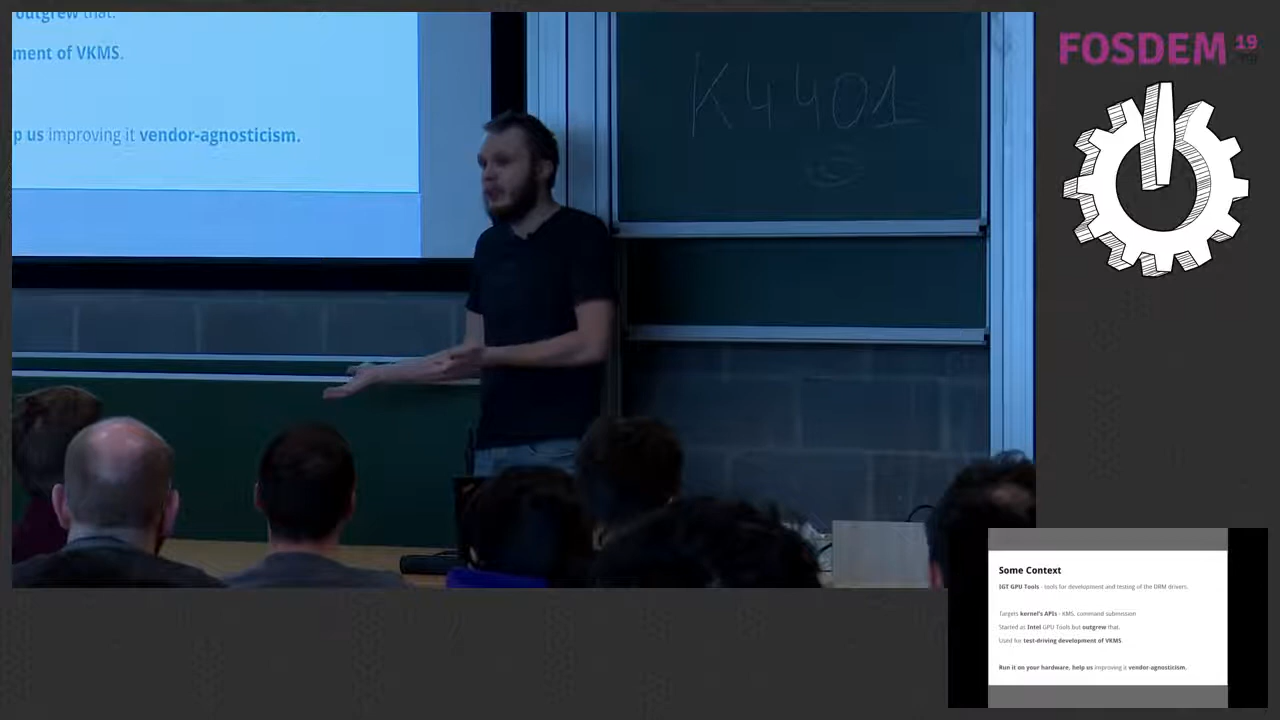 outgrew that.
ment of VKMS.
p us improving it vendor-agnosticism.
K4401
FOSDEM 19
Some Context
IGT GPU Tools - tools for development and testing of the DRM drivers.
Targets kernel's APIs - KMS, command submission
Started as Intel GPU Tools but outgrew that.
Used for test-driving development of VKMS.
Run it on your hardware, help us improving it vendor-agnosticism.